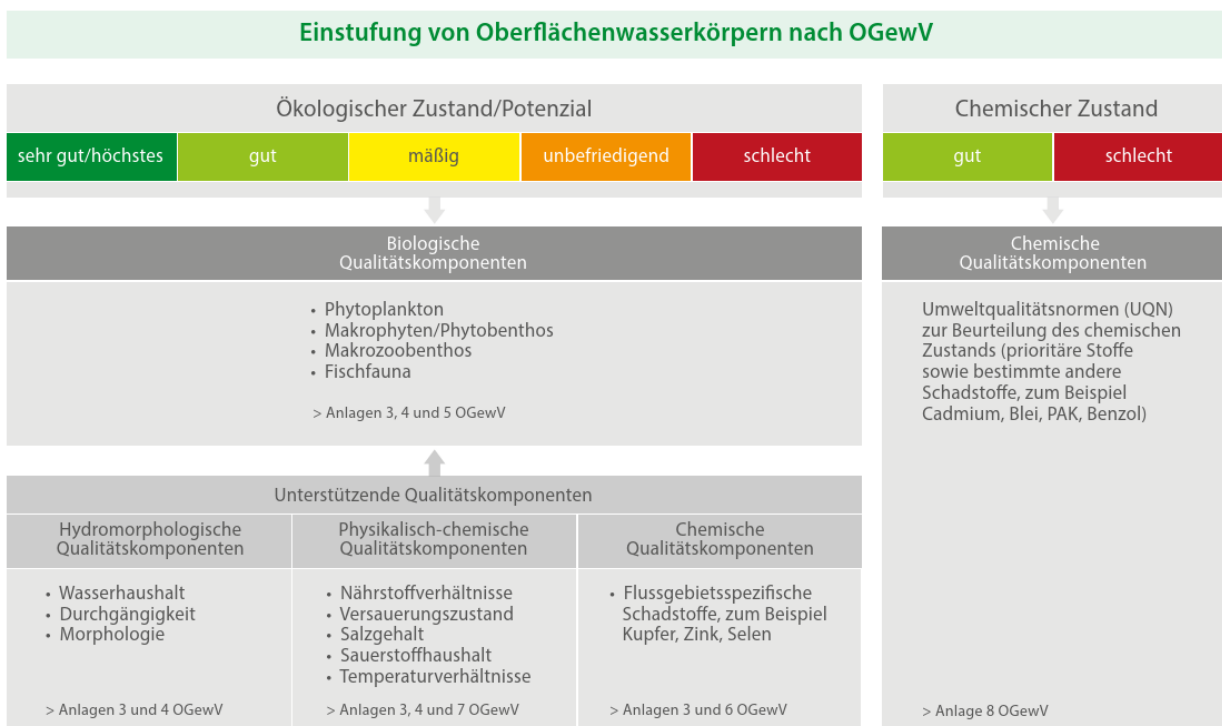 Einstufung von Oberflächenwasserkörpern nach OGewV
Ökologischer Zustand/Potenzial
sehr gut/höchstes
gut
mäßig
unbefriedigend
schlecht
Biologische
Qualitätskomponenten
• Phytoplankton
• Makrophyten/Phytobenthos
• Makrozoobenthos
• Fischfauna
> Anlagen 3, 4 und 5 OGewV
Unterstützende Qualitätskomponenten
Hydromorphologische
Qualitätskomponenten
• Wasserhaushalt
• Durchgängigkeit
• Morphologie
> Anlagen 3 und 4 OGewV
Physikalisch-chemische
Qualitätskomponenten
• Nährstoffverhältnisse
• Versauerungszustand
• Salzgehalt
• Sauerstoffhaushalt
• Temperaturverhältnisse
> Anlagen 3, 4 und 7 OGewV
Chemische
Qualitätskomponenten
• Flussgebietsspezifische
Schadstoffe, zum Beispiel
Kupfer, Zink, Selen
> Anlagen 3 und 6 OGewV
Chemischer Zustand
gut
schlecht
Chemische
Qualitätskomponenten
Umweltqualitätsnormen (UQN)
zur Beurteilung des chemischen
Zustands (prioritäre Stoffe
sowie bestimmte andere
Schadstoffe, zum Beispiel
Cadmium, Blei, PAK, Benzol)
> Anlage 8 OGewV